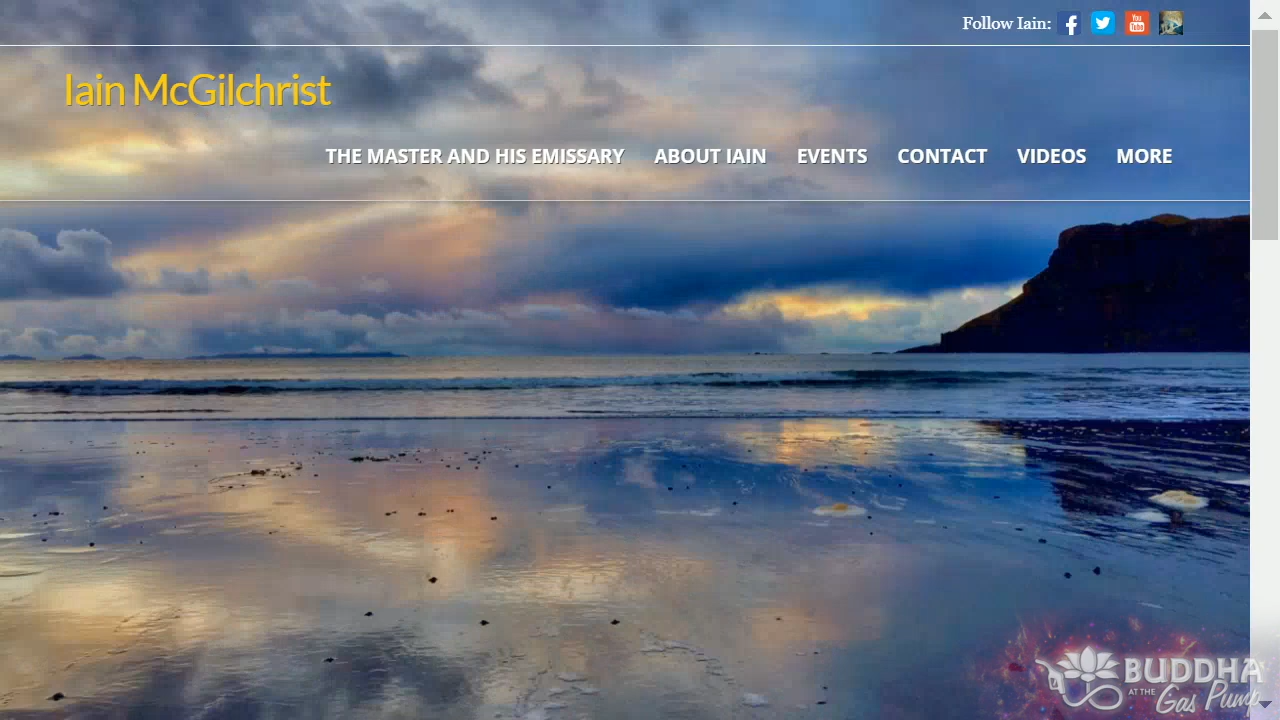 Follow Iain:
Iain McGilchrist
THE MASTER AND HIS EMISSARY ABOUT IAIN EVENTS CONTACT VIDEOS MORE
BUDDHA
AT THE Gas Pump